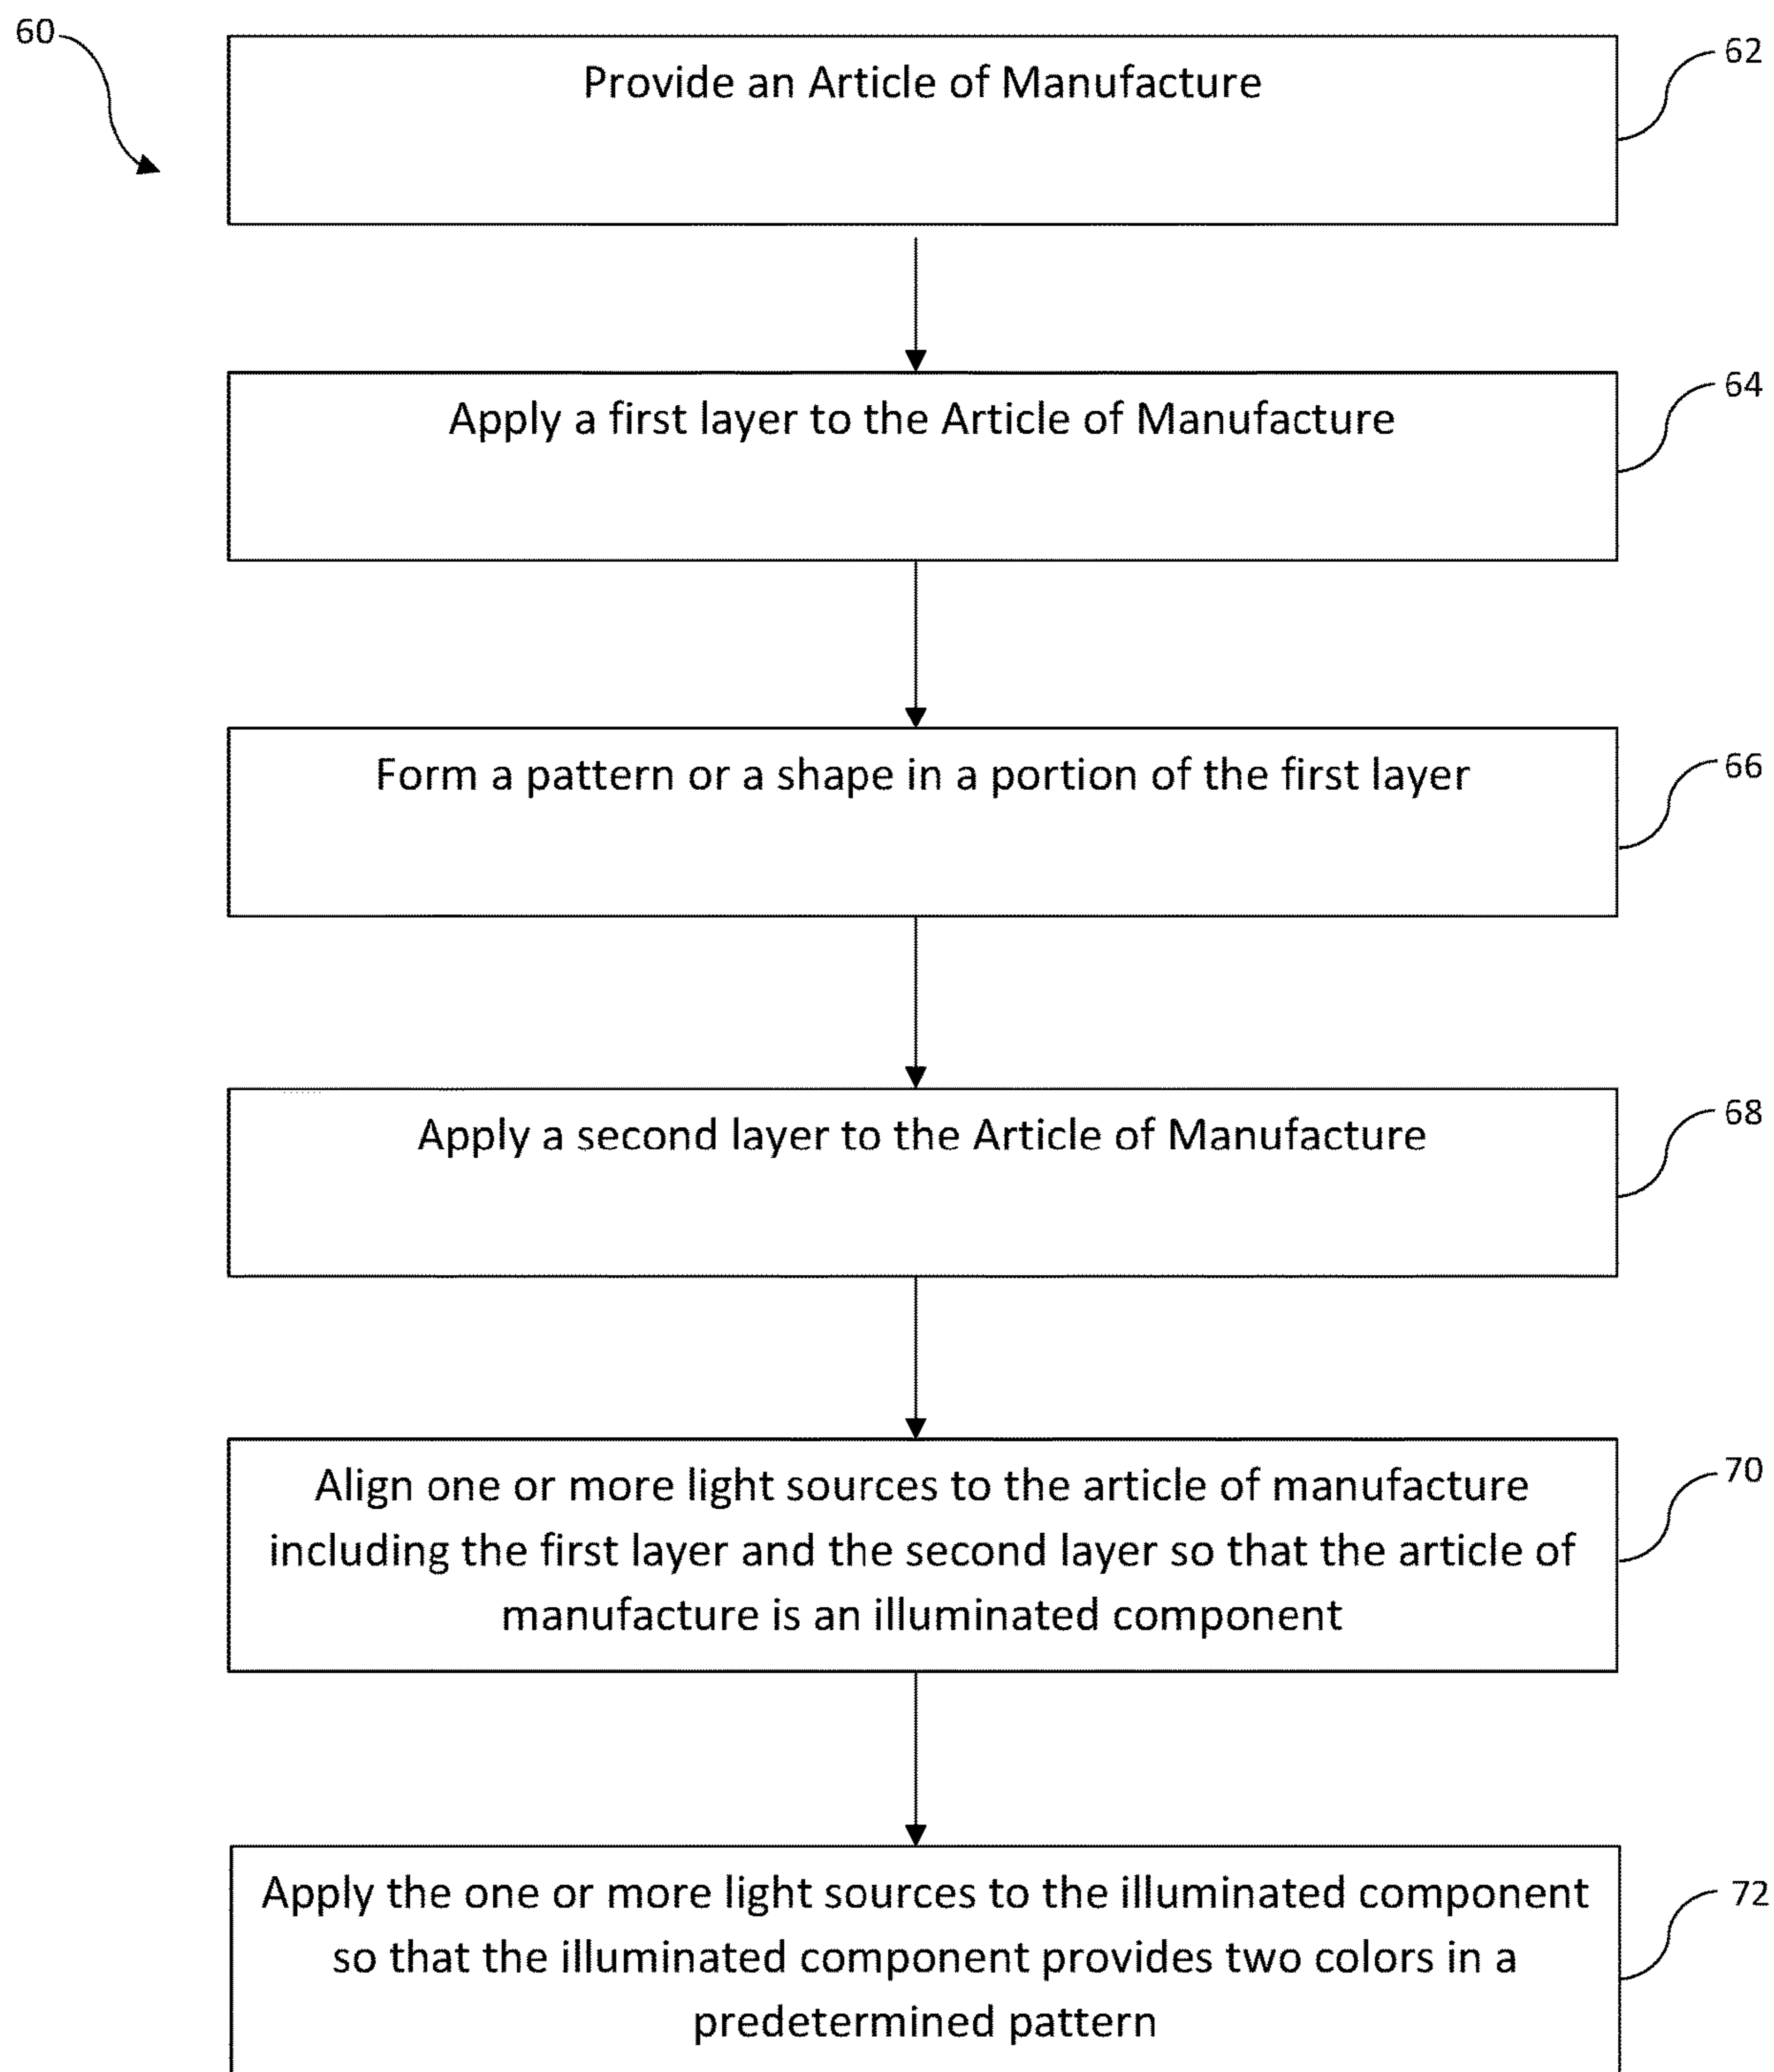 60
Provide an Article of Manufacture
62
Apply a first layer to the Article of Manufacture
64
Form a pattern or a shape in a portion of the first layer
66
Apply a second layer to the Article of Manufacture
68
Align one or more light sources to the article of manufacture
including the first layer and the second layer so that the article of
manufacture is an illuminated component
70
Apply the one or more light sources to the illuminated component
so that the illuminated component provides two colors in a
predetermined pattern
72